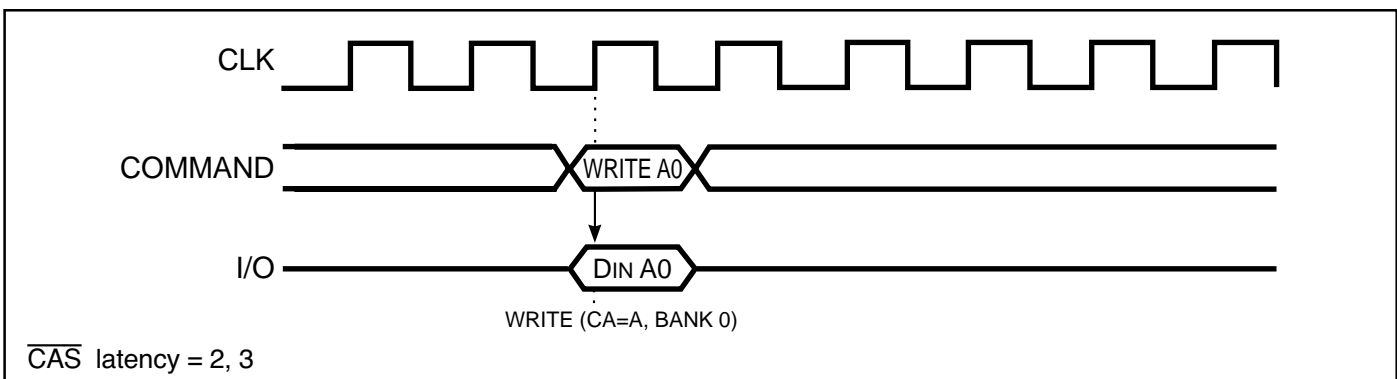 CLK
COMMAND
WRITE A0
I/O
DIN A0
WRITE (CA=A, BANK 0)
CAS latency = 2, 3